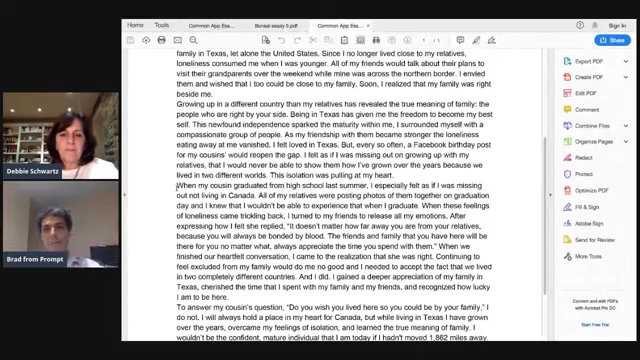 Home Tools Common App Ess... Bonsai essay 5.pdf Common App Ess... × Sign In
1 / 1 Share
family in Texas, let alone the United States. Since I no longer lived close to my relatives,
loneliness consumed me when I was younger. All of my friends would talk about their plans to
visit their grandparents over the weekend while mine was across the northern border. I envied
them and wished that I too could be close to my family. Soon, I realized that my family was right
beside me.
Growing up in a different country than my relatives has revealed the true meaning of family: the
people who are right by your side. Being in Texas has given me the freedom to become my best
self. This newfound independence sparked the maturity within me, I surrounded myself with a
compassionate group of people. As my friendship with them became stronger the loneliness
eating away at me vanished. I felt loved in Texas. But, every so often, a Facebook birthday post
for my cousins' would reopen the gap. I felt as if I was missing out on growing up with my
relatives, that I would never be able to show them how I've grown over the years because we
lived in two different worlds. This isolation was pulling at my heart.
When my cousin graduated from high school last summer, I especially felt as if I was missing
out not living in Canada. All of my relatives were posting photos of them together on graduation
day and I knew that I wouldn't be able to experience that when I graduate. When these feelings
of loneliness came trickling back, I turned to my friends to release all my emotions. After
expressing how I felt she replied, "It doesn't matter how far away you are from your relatives,
because you will always be bonded by blood. The friends and family that you have here will be
there for you no matter what, always appreciate the time you spend with them." When we
finished our heartfelt conversation, I came to the realization that she was right. Continuing to
feel excluded from my family would do me no good and I needed to accept the fact that we lived
in two completely different countries. And I did. I gained a deeper appreciation of my family in
Texas, cherished the time that I spent with my family and my friends, and recognized how lucky
I am to be here.
To answer my cousin's question, "Do you wish you lived here so you could be by your family," I
do not, I will always hold a place in my heart for Canada, but while living in Texas I have grown
over the years, overcame my feelings of isolation, and learned the true meaning of family. I
wouldn't be the confident, mature individual that I am today if I hadn't moved 1,862 miles away.
Export PDF
Create PDF
Edit PDF
Comment
Combine Files
Organize Pages
Redact
Protect
Optimize PDF
Fill & Sign
Adobe Sign
Send for Review
More Tools
Convert and edit PDFs
with Acrobat Pro DC
Start Free Trial
Debbie Schwartz
Brad from Prompt